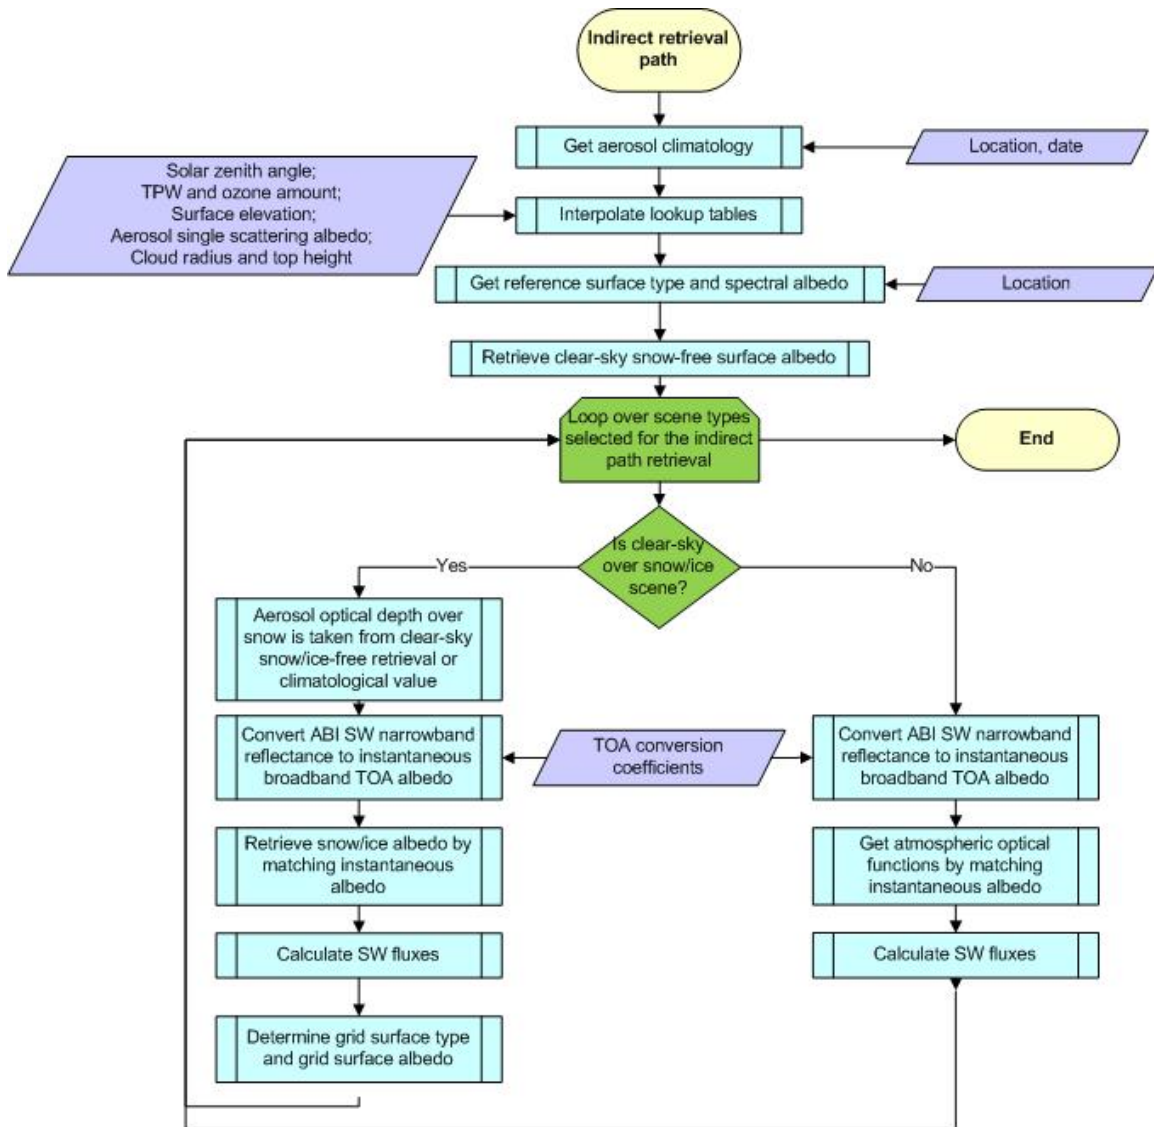 Indirect retrieval
path
Get aerosol climatology
Location, date
Solar zenith angle;
TPW and ozone amount;
Surface elevation;
Aerosol single scattering albedo;
Cloud radius and top height
Interpolate lookup tables
Get reference surface type and spectral albedo
Location
Retrieve clear-sky snow-free surface albedo
Loop over scene types
selected for the indirect
path retrieval
End
Is clear-sky
over snow/ice
scene?
Yes
No
Aerosol optical depth over
snow is taken from clear-sky
snow/ice-free retrieval or
climatological value
Convert ABI SW narrowband
reflectance to instantaneous
broadband TOA albedo
TOA conversion
coefficients
Convert ABI SW narrowband
reflectance to instantaneous
broadband TOA albedo
Retrieve snow/ice albedo by
matching instantaneous
albedo
Get atmospheric optical
functions by matching
instantaneous albedo
Calculate SW fluxes
Calculate SW fluxes
Determine grid surface type
and grid surface albedo